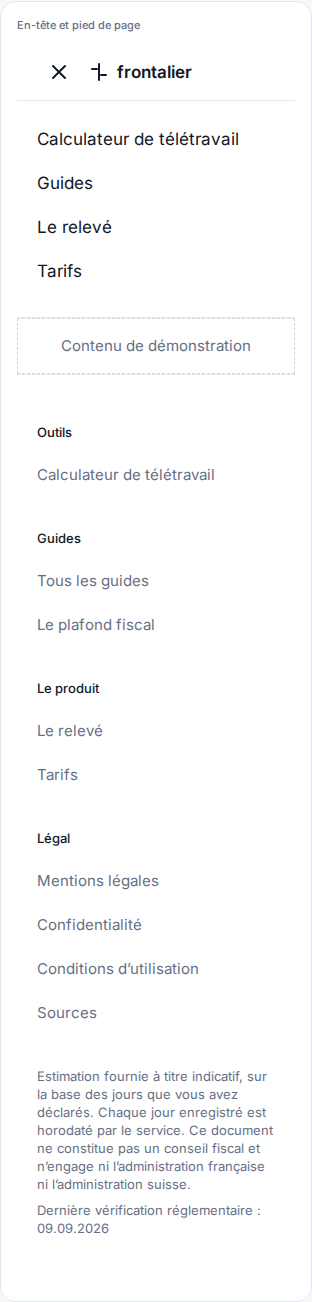 En-tête et pied de page
frontalier
Calculateur de télétravail
Guides
Le relevé
Tarifs
Contenu de démonstration
Outils
Calculateur de télétravail
Guides
Tous les guides
Le plafond fiscal
Le produit
Le relevé
Tarifs
Légal
Mentions légales
Confidentialité
Conditions d’utilisation
Sources
Estimation fournie à titre indicatif, sur
la base des jours que vous avez
déclarés. Chaque jour enregistré est
horodaté par le service. Ce document
ne constitue pas un conseil fiscal et
n’engage ni l’administration française
ni l’administration suisse.
Dernière vérification réglementaire :
09.09.2026